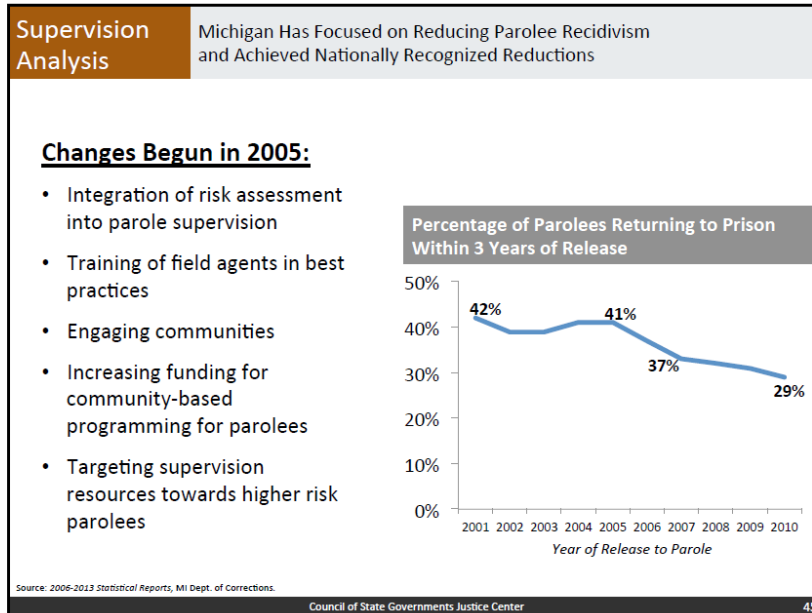 Supervision
Analysis
Michigan Has Focused on Reducing Parolee Recidivism
and Achieved Nationally Recognized Reductions
Changes Begun in 2005:
• Integration of risk assessment
into parole supervision
• Training of field agents in best
practices
• Engaging communities
• Increasing funding for
community-based
programming for parolees
• Targeting supervision
resources towards higher risk
parolees
Percentage of Parolees Returning to Prison
Within 3 Years of Release
50%
40%
30%
20%
10%
0%
42%
41%
37%
29%
2001 2002 2003 2004 2005 2006 2007 2008 2009 2010
Year of Release to Parole
Source: 2006-2013 Statistical Reports, MI Dept. of Corrections.
Council of State Governments Justice Center